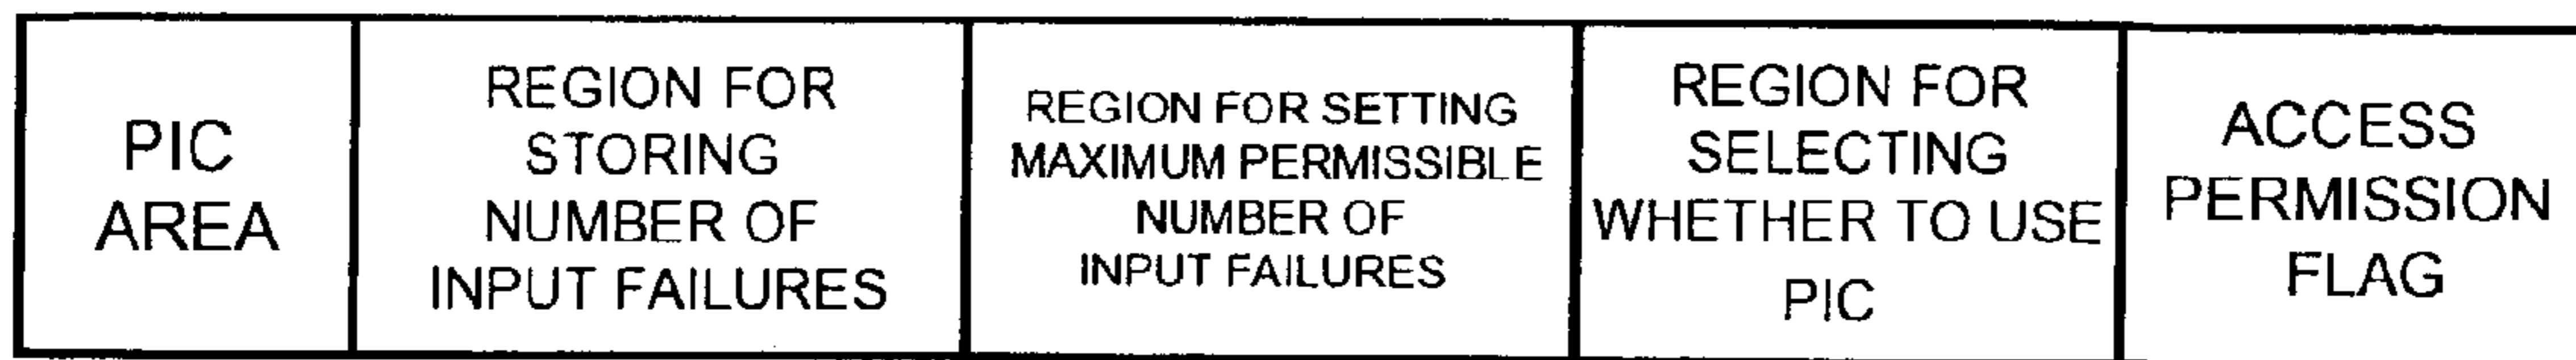 PIC
AREA
REGION FOR
STORING
NUMBER OF
INPUT FAILURES
REGION FOR SETTING
MAXIMUM PERMISSIBLE
NUMBER OF
INPUT FAILURES
REGION FOR
SELECTING
WHETHER TO USE
PIC
ACCESS
PERMISSION
FLAG